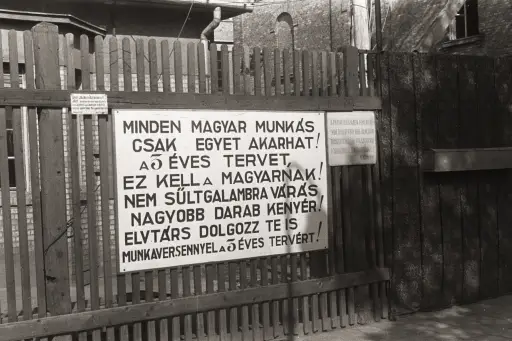 MINDEN MAGYAR MUNKÁS
CSAK EGYET AKARHAT!
A 3 ÉVES TERVET,
EZ KELL A MAGYARNAK!
NEM SŰLTGALAMBRA VÁRÁS
NAGYOBB DARAB KENYÉR!
ELVTÁRS DOLGOZZ TE IS
MUNKAVERSENNYEL A 3 ÉVES TERVÉRT!